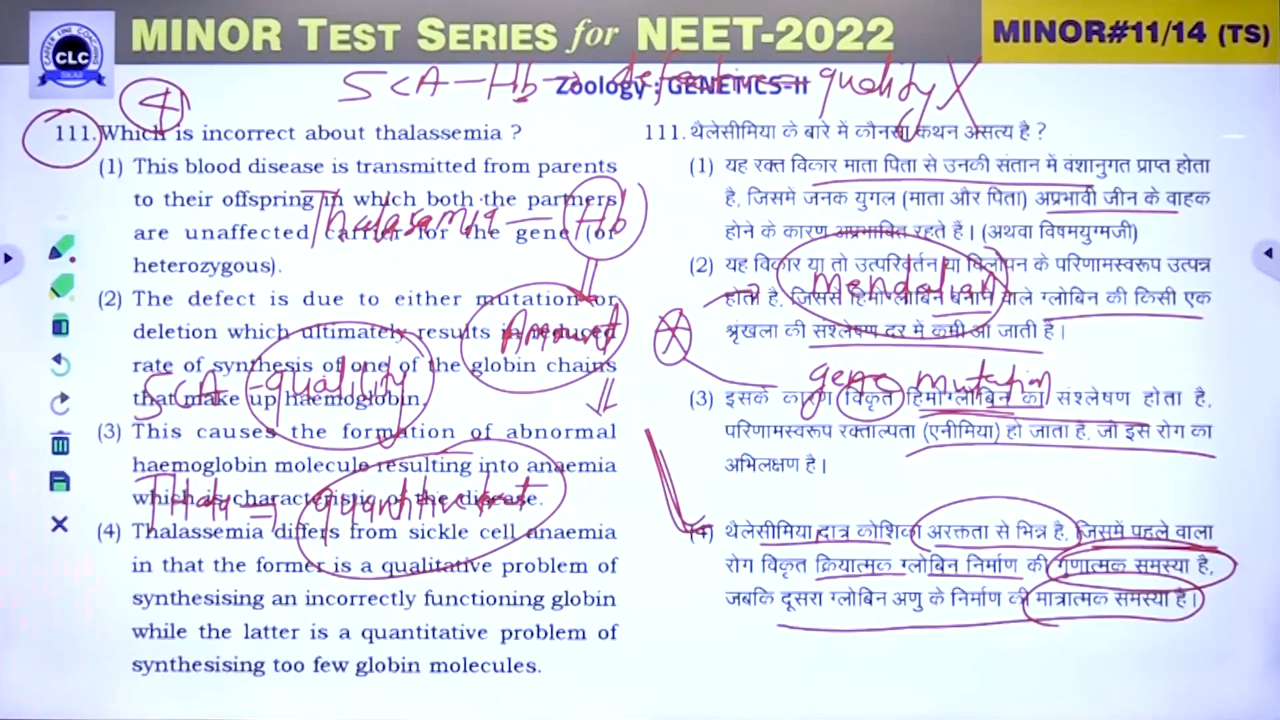 MINOR TEST SERIES for NEET-2022
MINOR#11/14 (TS)
CAREER LINE COACHING
CLC
SIKAR
SCA - Hb → defective quality X
Zoology : GENETICS-II
4
111. Which is incorrect about thalassemia ?
(1) This blood disease is transmitted from parents
to their offspring in which both the partners
are unaffected carrier for the gene (or
heterozygous).
(2) The defect is due to either mutation or
deletion which ultimately results in reduced
rate of synthesis of one of the globin chains
that make up haemoglobin.
(3) This causes the formation of abnormal
haemoglobin molecule resulting into anaemia
which is characteristic of the disease.
(4) Thalassemia differs from sickle cell anaemia
in that the former is a qualitative problem of
synthesising an incorrectly functioning globin
while the latter is a quantitative problem of
synthesising too few globin molecules.
Thalasamia - Hb
Amount
SCA - quality
Thala ⇒
111. थैलेसीमिया के बारे में कौनसा कथन असत्य है ?
(1) यह रक्त विकार माता पिता से उनकी संतान में वंशानुगत प्राप्त होता
है, जिसमें जनक युगल (माता और पिता) अप्रभावी जीन के वाहक
होने के कारण अप्रभावित रहते हैं। (अथवा विषमयुग्मजी)
(2) यह विकार या तो उत्परिवर्तन या विलोपन के परिणामस्वरूप उत्पन्न
होता है, जिससे हिमोग्लोबिन बनाने वाले ग्लोबिन की किसी एक
श्रृंखला की संश्लेषण दर में कमी आ जाती है।
(3) इसके कारण विकृत हिमोग्लोबिन का संश्लेषण होता है,
परिणामस्वरूप रक्ताल्पता (एनीमिया) हो जाता है, जो इस रोग का
अभिलक्षण है।
(4) थैलेसीमिया दात्र कोशिका अरक्तता से भिन्न है, जिसमें पहले वाला
रोग विकृत क्रियात्मक ग्लोबिन निर्माण की गुणात्मक समस्या है,
जबकि दूसरा ग्लोबिन अणु के निर्माण की मात्रात्मक समस्या है।
Mendelian
gene mutation